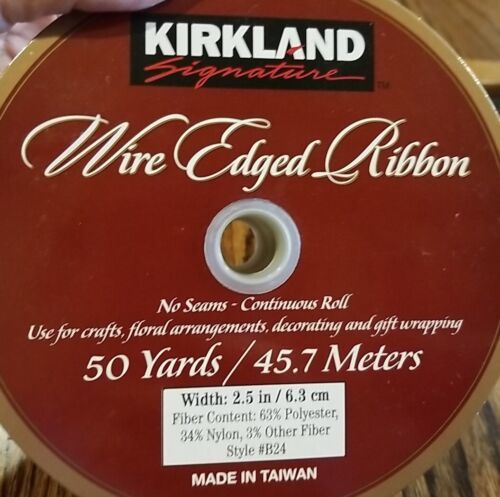 KIRKLAND
Signature™
Wire Edged Ribbon
No Seams - Continuous Roll
Use for crafts, floral arrangements, decorating and gift wrapping
50 Yards / 45.7 Meters
Width: 2.5 in / 6.3 cm
Fiber Content: 63% Polyester,
34% Nylon, 3% Other Fiber
Style #B24
MADE IN TAIWAN